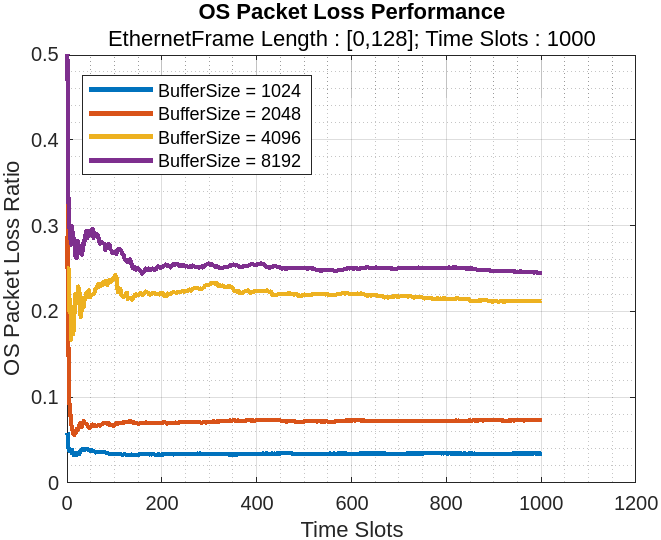 OS Packet Loss Performance
EthernetFrame Length : [0,128]; Time Slots : 1000
OS Packet Loss Ratio
0.5
0.4
0.3
0.2
0.1
0
BufferSize = 1024
BufferSize = 2048
BufferSize = 4096
BufferSize = 8192
0 200 400 600 800 1000 1200
Time Slots